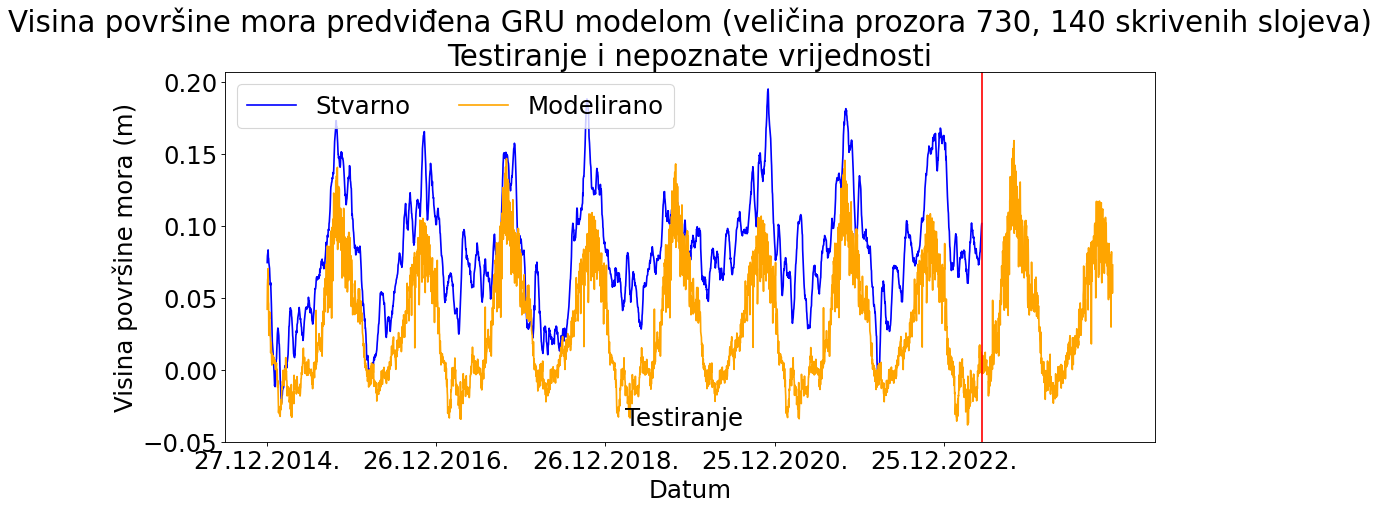 Visina površine mora predviđena GRU modelom (veličina prozora 730, 140 skrivenih slojeva)
Testiranje i nepoznate vrijednosti
Stvarno
Modelirano
Visina površine mora (m)
0.20
0.15
0.10
0.05
0.00
−0.05
Testiranje
27.12.2014.
26.12.2016.
26.12.2018.
25.12.2020.
25.12.2022.
Datum